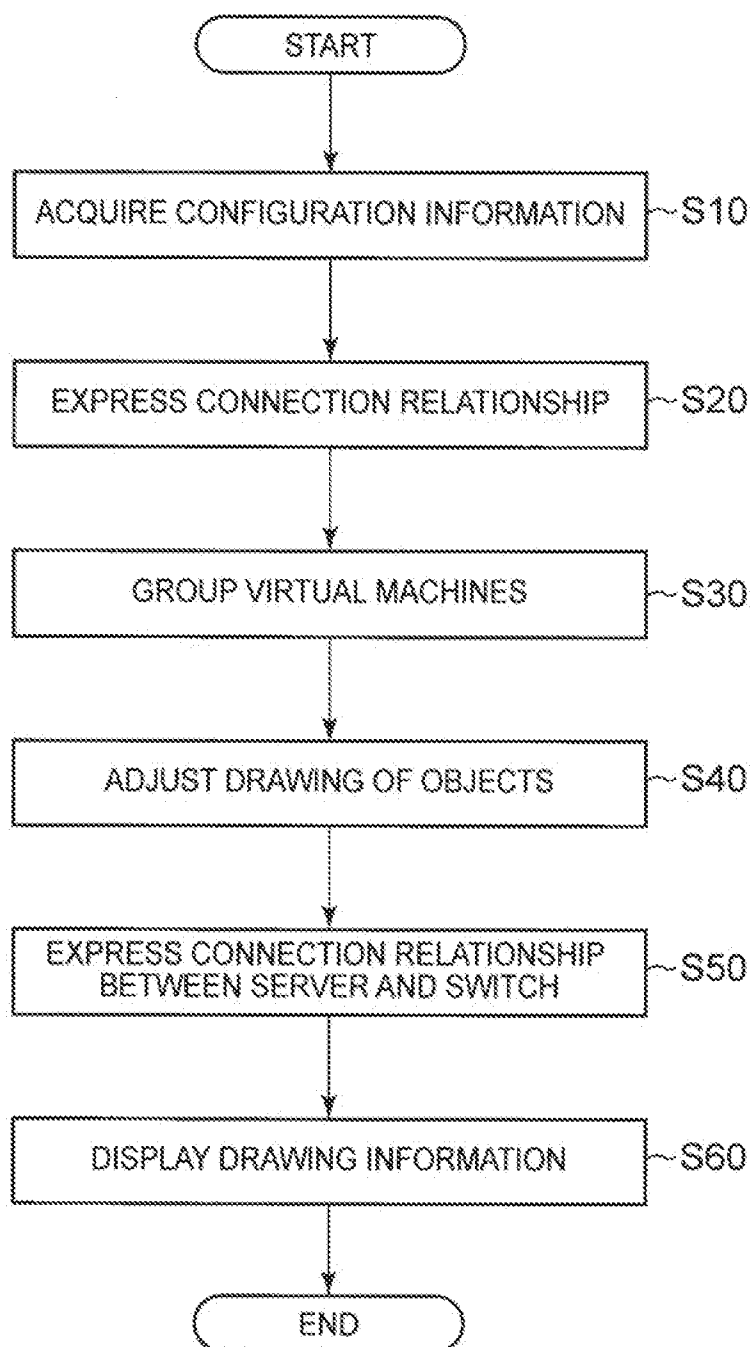 START
ACQUIRE CONFIGURATION INFORMATION ~S10
EXPRESS CONNECTION RELATIONSHIP ~S20
GROUP VIRTUAL MACHINES ~S30
ADJUST DRAWING OF OBJECTS ~S40
EXPRESS CONNECTION RELATIONSHIP
BETWEEN SERVER AND SWITCH ~S50
DISPLAY DRAWING INFORMATION ~S60
END